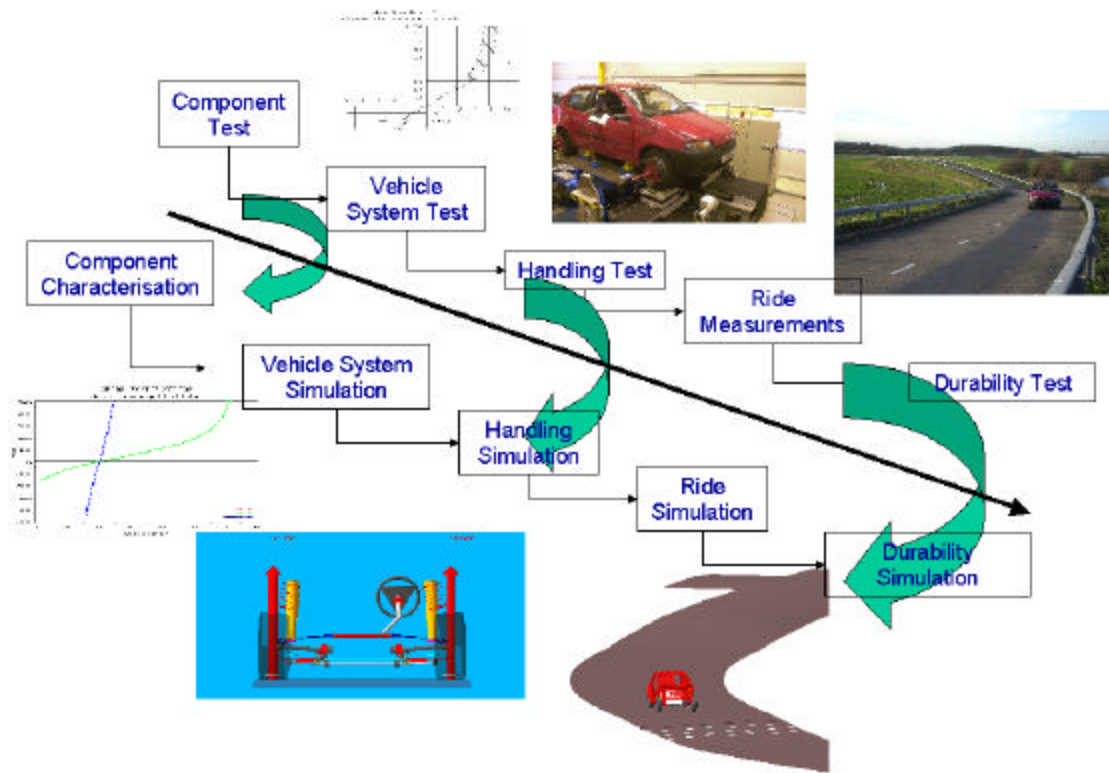 Component
Test
Vehicle
System Test
Component
Characterisation
Handling Test
Ride
Measurements
Vehicle System
Simulation
Durability Test
Handling
Simulation
Ride
Simulation
Durability
Simulation